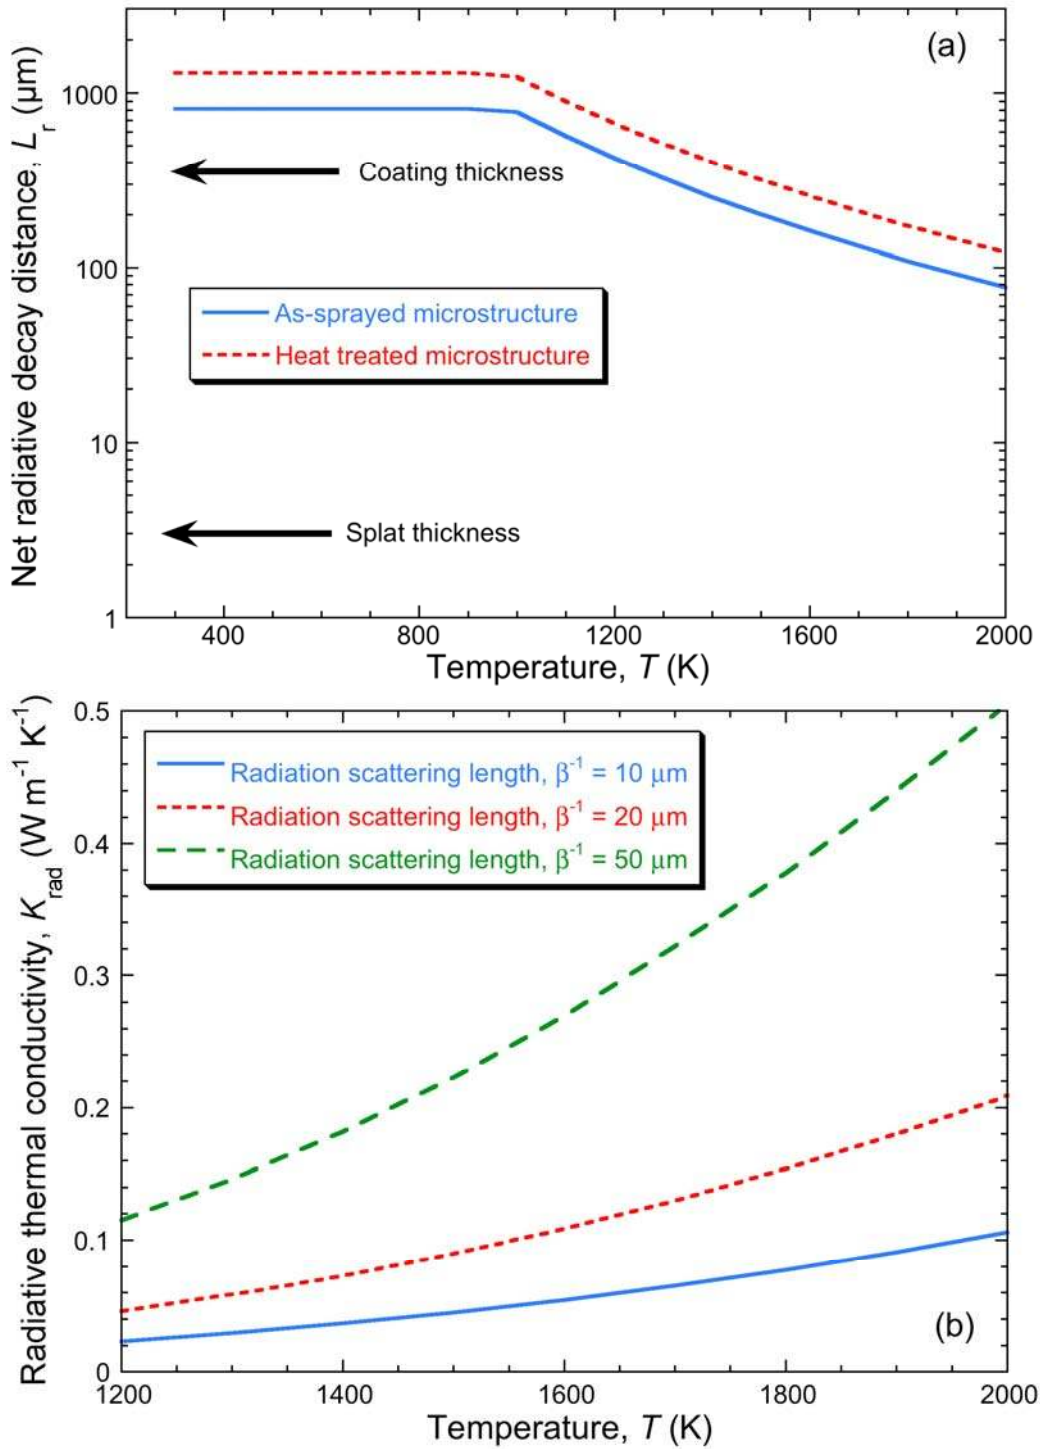 (a)
Net radiative decay distance, Lr (µm)
1000
100
10
1
Coating thickness
As-sprayed microstructure
Heat treated microstructure
Splat thickness
400 800 1200 1600 2000
Temperature, T (K)
Radiative thermal conductivity, Krad (W m-1 K-1)
0.5
0.4
0.3
0.2
0.1
0
Radiation scattering length, β-1 = 10 µm
Radiation scattering length, β-1 = 20 µm
Radiation scattering length, β-1 = 50 µm
(b)
1200 1400 1600 1800 2000
Temperature, T (K)